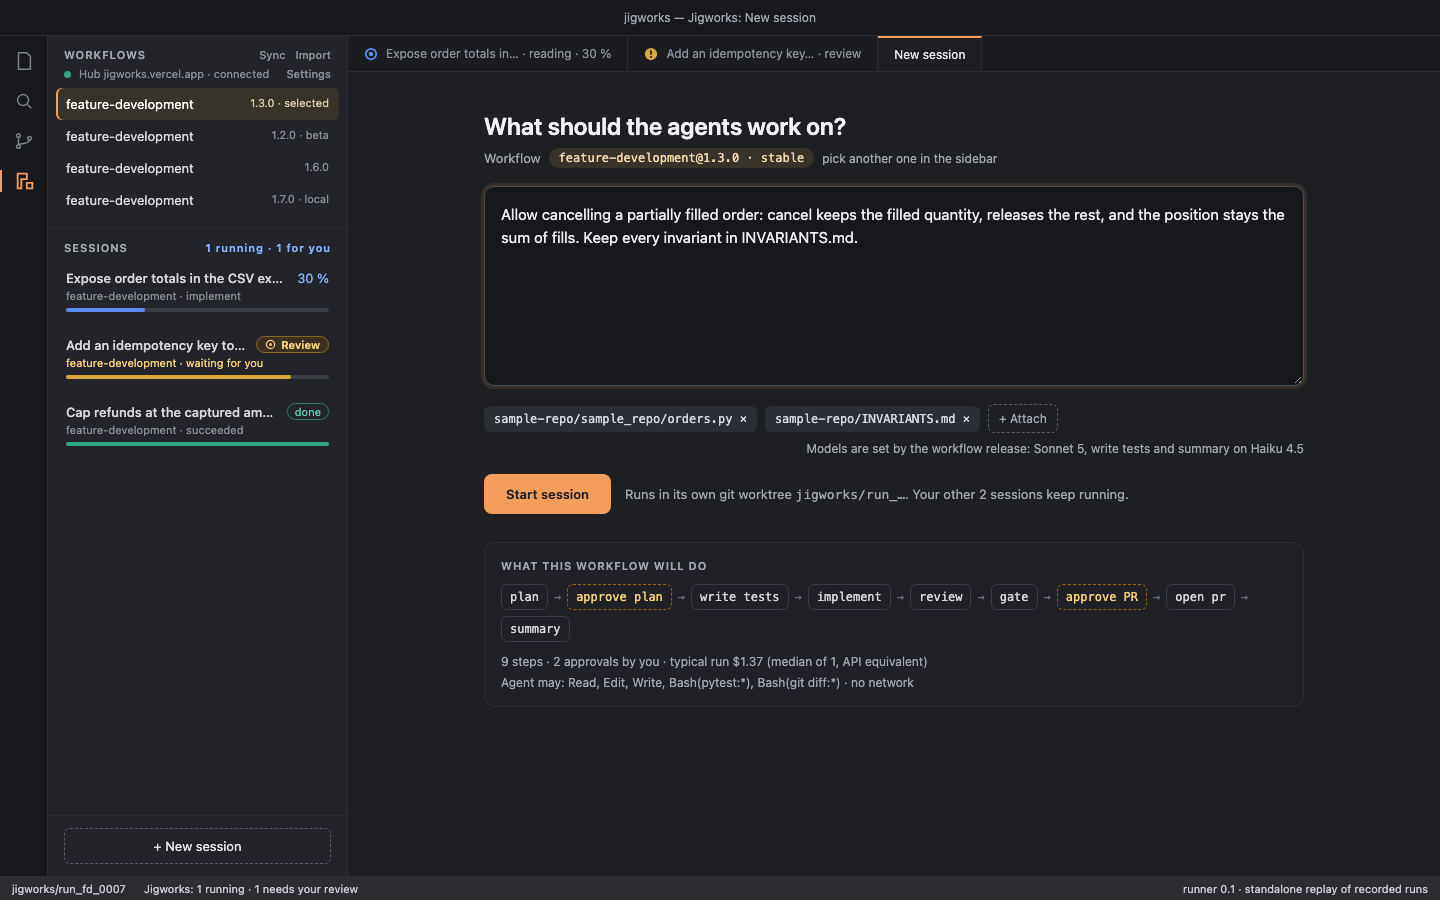 jigworks — Jigworks: New session
WORKFLOWS Sync Import
Hub jigworks.vercel.app · connected Settings
feature-development 1.3.0 · selected
feature-development 1.2.0 · beta
feature-development 1.6.0
feature-development 1.7.0 · local
SESSIONS 1 running · 1 for you
Expose order totals in the CSV ex... 30 %
feature-development · implement
Add an idempotency key to... Review
feature-development · waiting for you
Cap refunds at the captured am... done
feature-development · succeeded
+ New session
Expose order totals in... · reading · 30 %
Add an idempotency key... · review
New session
What should the agents work on?
Workflow feature-development@1.3.0 · stable pick another one in the sidebar
Allow cancelling a partially filled order: cancel keeps the filled quantity, releases the rest, and the position stays the
sum of fills. Keep every invariant in INVARIANTS.md.
sample-repo/sample_repo/orders.py × sample-repo/INVARIANTS.md × + Attach
Models are set by the workflow release: Sonnet 5, write tests and summary on Haiku 4.5
Start session Runs in its own git worktree jigworks/run_…. Your other 2 sessions keep running.
WHAT THIS WORKFLOW WILL DO
plan → approve plan → write tests → implement → review → gate → approve PR → open pr →
summary
9 steps · 2 approvals by you · typical run $1.37 (median of 1, API equivalent)
Agent may: Read, Edit, Write, Bash(pytest:*), Bash(git diff:*) · no network
jigworks/run_fd_0007 Jigworks: 1 running · 1 needs your review
runner 0.1 · standalone replay of recorded runs